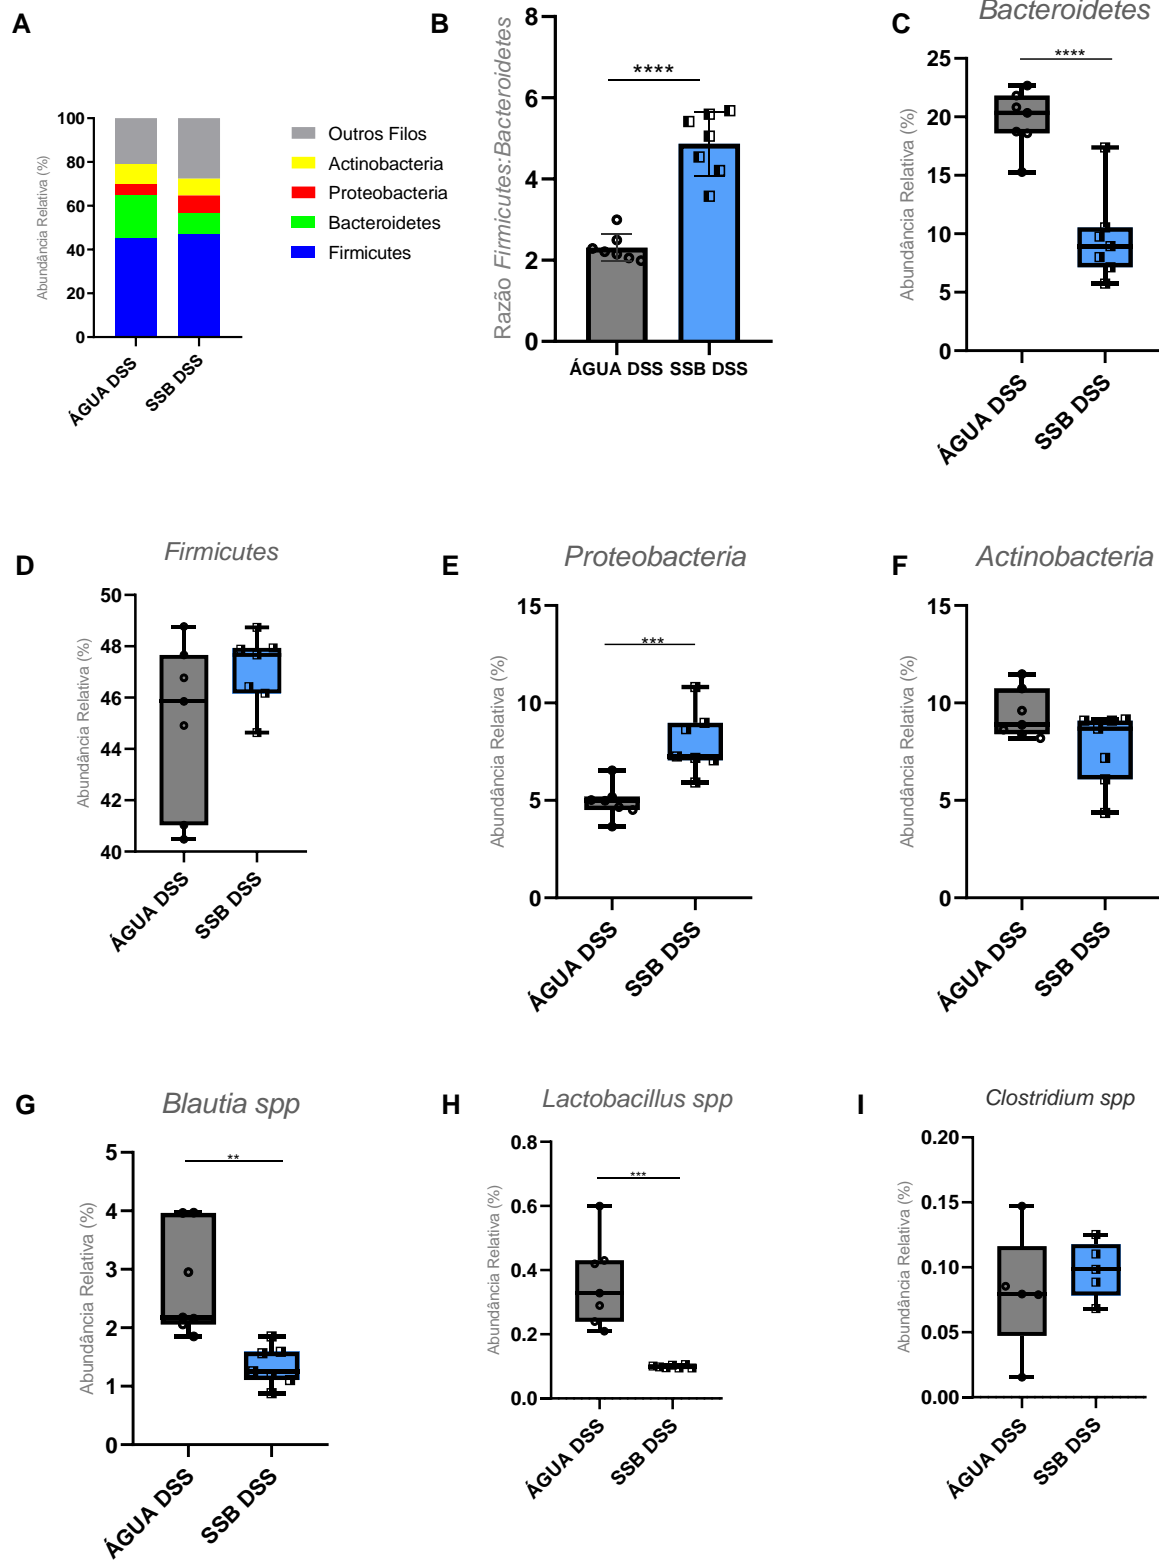 A
Abundância Relativa (%)
100
80
60
40
20
0
ÁGUA DSS
SSB DSS
Outros Filos
Actinobacteria
Proteobacteria
Bacteroidetes
Firmicutes
B
Razão Firmicutes:Bacteroidetes
8
6
4
2
0
****
ÁGUA DSS SSB DSS
C
Bacteroidetes
****
Abundância Relativa (%)
25
20
15
10
5
0
ÁGUA DSS
SSB DSS
D
Firmicutes
Abundância Relativa (%)
50
48
46
44
42
40
ÁGUA DSS
SSB DSS
E
Proteobacteria
***
Abundância Relativa (%)
15
10
5
0
ÁGUA DSS
SSB DSS
F
Actinobacteria
Abundância Relativa (%)
15
10
5
0
ÁGUA DSS
SSB DSS
G
Blautia spp
**
Abundância Relativa (%)
5
4
3
2
1
0
ÁGUA DSS
SSB DSS
H
Lactobacillus spp
***
Abundância Relativa (%)
0.8
0.6
0.4
0.2
0.0
ÁGUA DSS
SSB DSS
I
Clostridium spp
Abundância Relativa (%)
0.20
0.15
0.10
0.05
0.00
ÁGUA DSS
SSB DSS